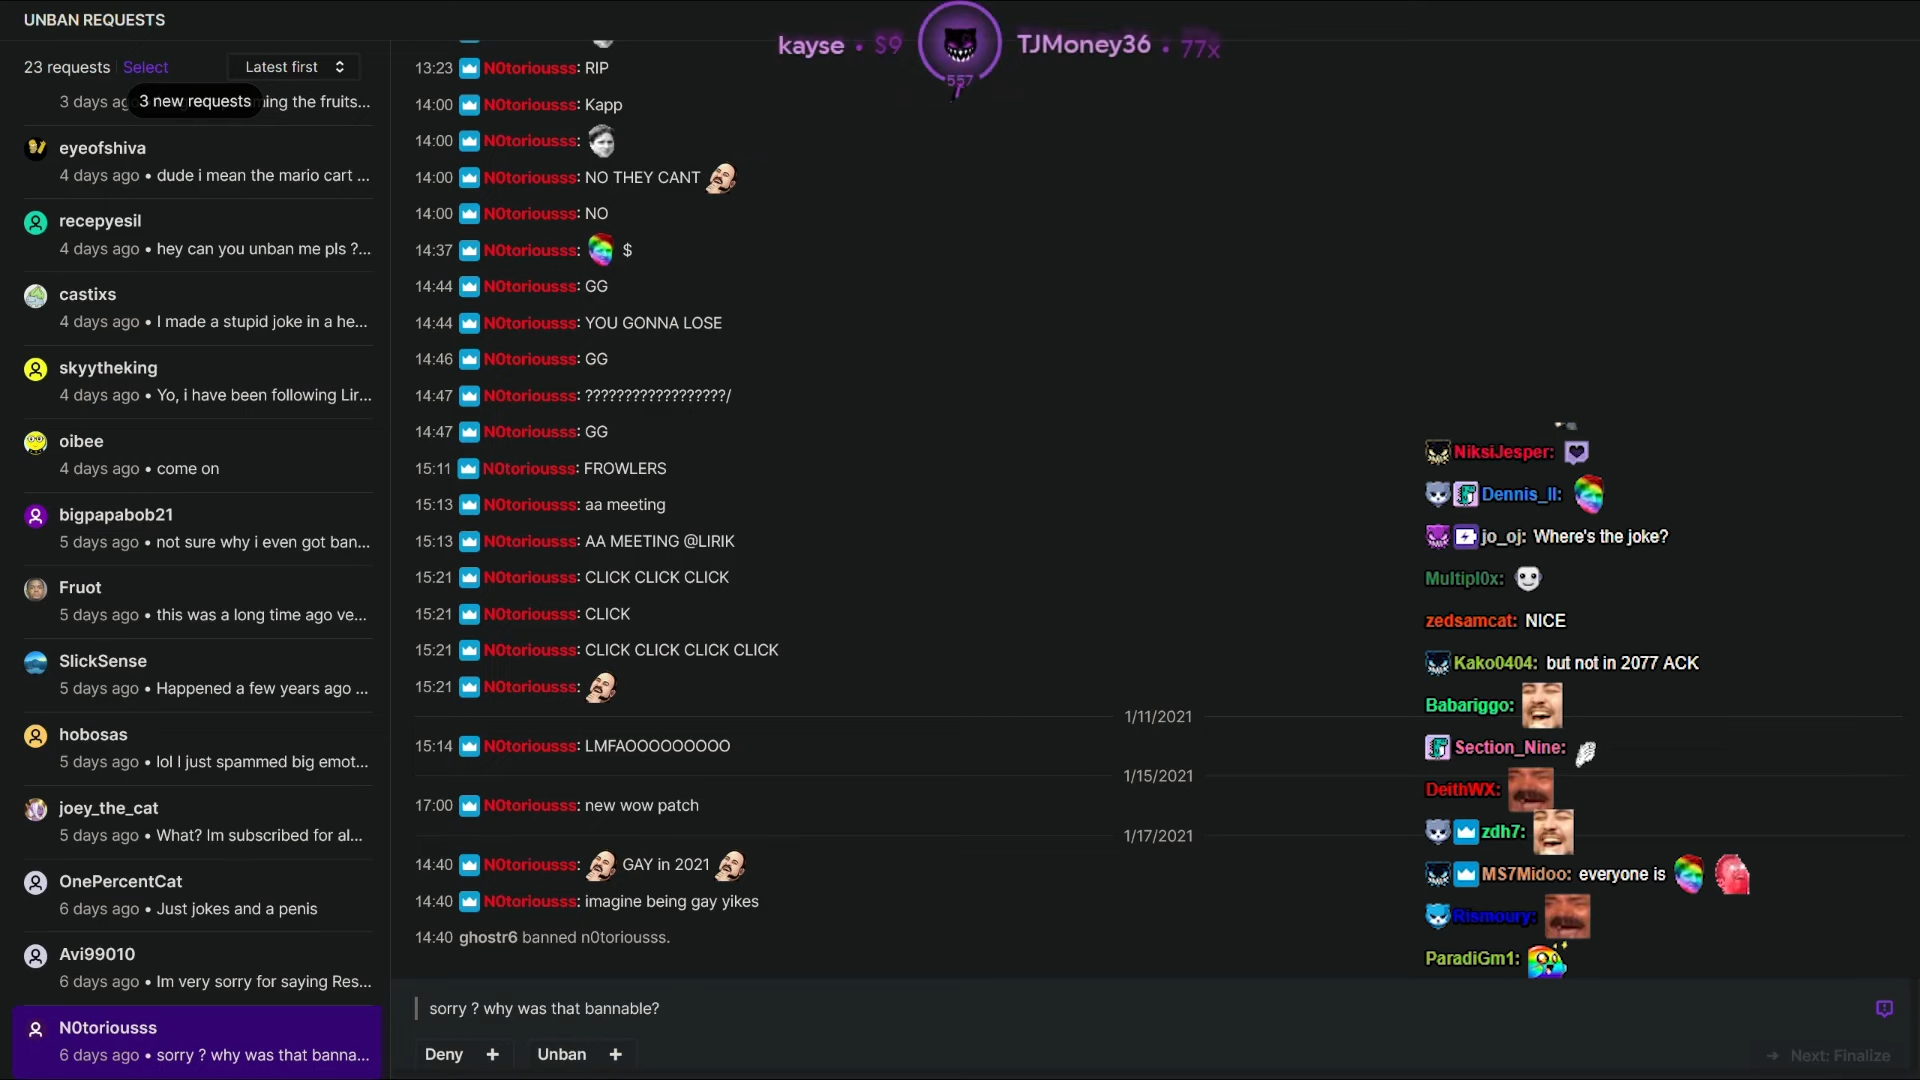 UNBAN REQUESTS
23 requests Select Latest first
3 new requests
3 days ago ning the fruits...
eyeofshiva
4 days ago • dude i mean the mario cart ...
recepyesil
4 days ago • hey can you unban me pls ?...
castixs
4 days ago • I made a stupid joke in a he...
skyytheking
4 days ago • Yo, i have been following Lir...
oibee
4 days ago • come on
bigpapabob21
5 days ago • not sure why i even got ban...
Fruot
5 days ago • this was a long time ago ve...
SlickSense
5 days ago • Happened a few years ago ...
hobosas
5 days ago • lol I just spammed big emot...
joey_the_cat
5 days ago • What? Im subscribed for al...
OnePercentCat
6 days ago • Just jokes and a penis
Avi99010
6 days ago • Im very sorry for saying Res...
N0toriousss
6 days ago • sorry ? why was that banna...
kayse • $9 557 TJMoney36 • 77x
13:23 N0toriousss: RIP
14:00 N0toriousss: Kapp
14:00 N0toriousss:
14:00 N0toriousss: NO THEY CANT
14:00 N0toriousss: NO
14:37 N0toriousss: $
14:44 N0toriousss: GG
14:44 N0toriousss: YOU GONNA LOSE
14:46 N0toriousss: GG
14:47 N0toriousss: ??????????????????/
14:47 N0toriousss: GG
15:11 N0toriousss: FROWLERS
15:13 N0toriousss: aa meeting
15:13 N0toriousss: AA MEETING @LIRIK
15:21 N0toriousss: CLICK CLICK CLICK
15:21 N0toriousss: CLICK
15:21 N0toriousss: CLICK CLICK CLICK CLICK
15:21 N0toriousss:
1/11/2021
15:14 N0toriousss: LMFAOOOOOOOOO
1/15/2021
17:00 N0toriousss: new wow patch
1/17/2021
14:40 N0toriousss: GAY in 2021
14:40 N0toriousss: imagine being gay yikes
14:40 ghostr6 banned n0toriousss.
sorry ? why was that bannable?
Deny + Unban +
Next: Finalize
NiksiJesper:
Dennis_II:
jo_oj: Where's the joke?
Multipl0x:
zedsamcat: NICE
Kako0404: but not in 2077 ACK
Babariggo:
Section_Nine:
DeithWX:
zdh7:
MS7Midoo: everyone is
Rismoury:
ParadiGm1: